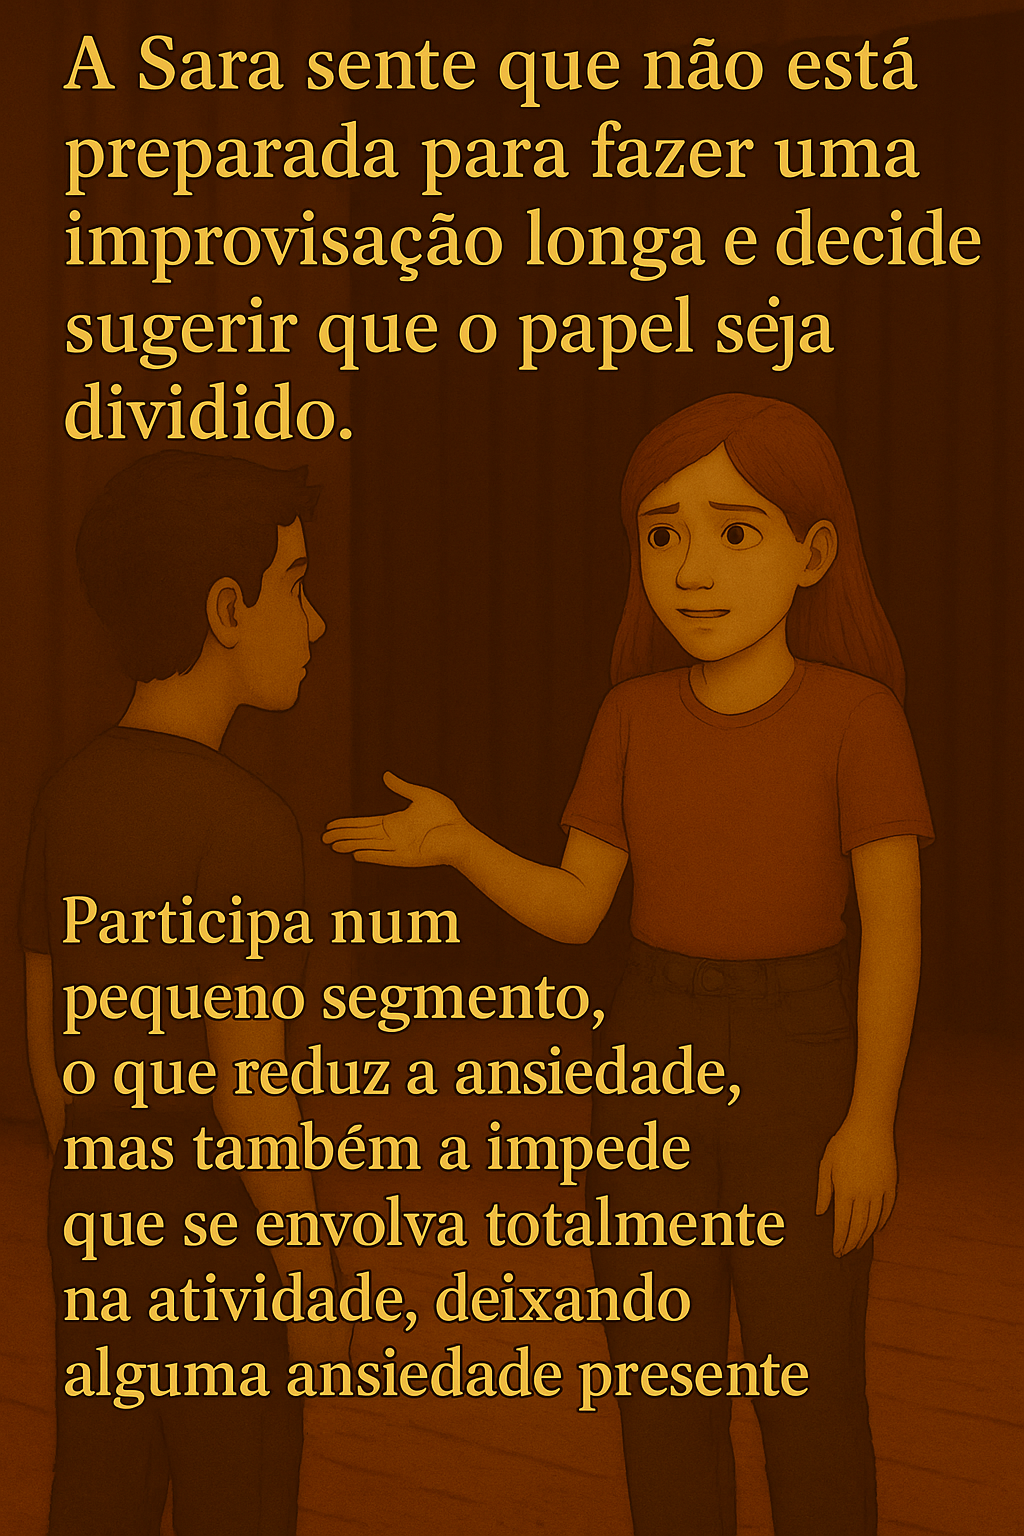 A Sara sente que não está
preparada para fazer uma
improvisação longa e decide
sugerir que o papel seja
dividido.
Participa num
pequeno segmento,
o que reduz a ansiedade,
mas também a impede
que se envolva totalmente
na atividade, deixando
alguma ansiedade presente